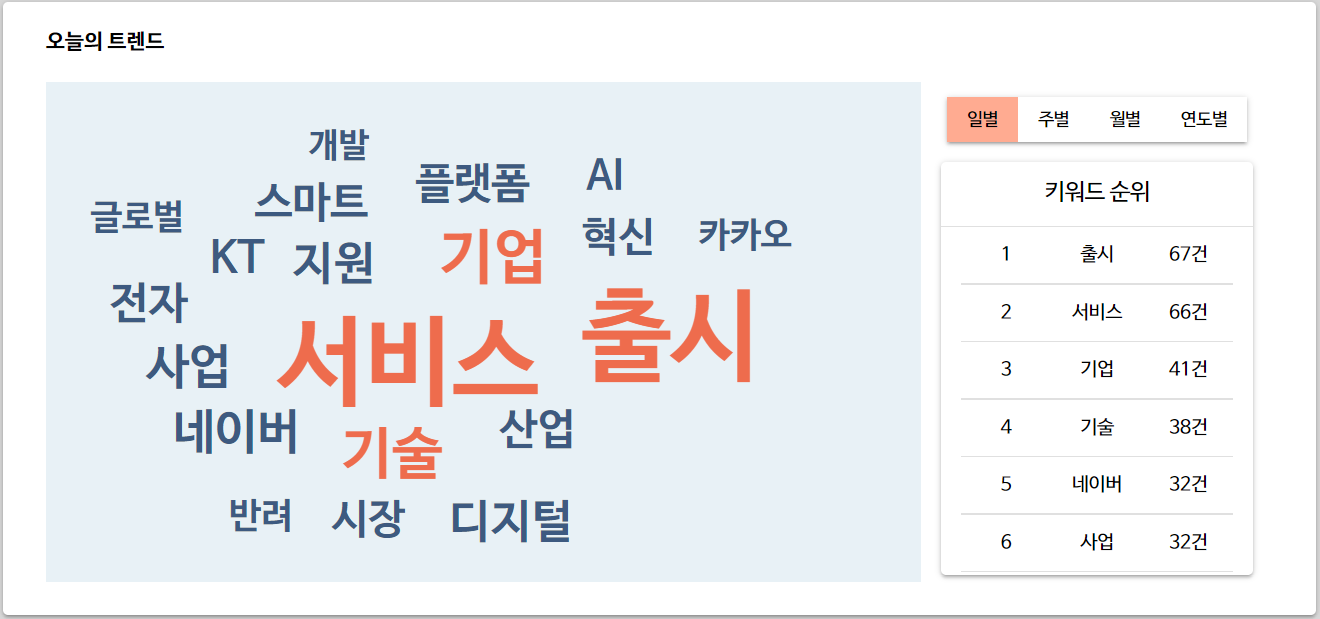 오늘의 트렌드
개발
플랫폼
AI
스마트
글로벌
혁신
카카오
KT
지원
기업
전자
출시
서비스
사업
네이버
기술
산업
반려
시장
디지털
일별 주별 월별 연도별
키워드 순위
1 출시 67건
2 서비스 66건
3 기업 41건
4 기술 38건
5 네이버 32건
6 사업 32건